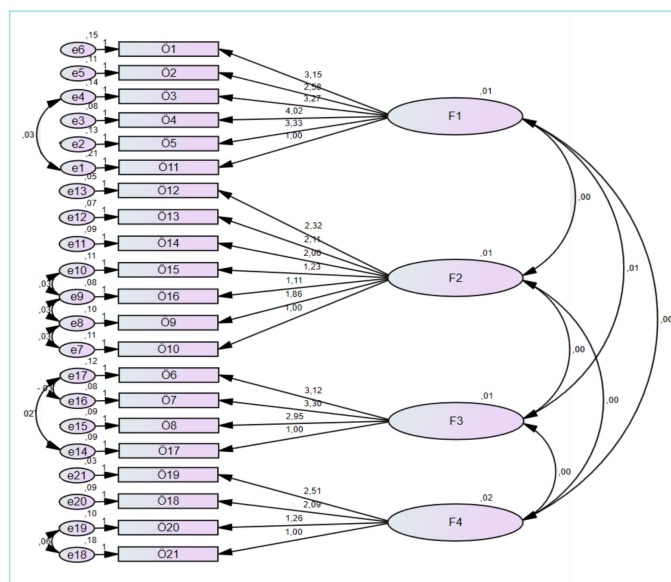 ,15
e6 1 Ö1
,11
e5 1 Ö2
,14
e4 1 Ö3
,08
e3 1 Ö4
,13
e2 1 Ö5
,21
e1 1 Ö11
,03
3,15
2,58
3,27
4,02
3,33
1,00
,01
F1
,05
e13 1 Ö12
,07
e12 1 Ö13
,09
e11 1 Ö14
,11
e10 1 Ö15
,08
e9 1 Ö16
,10
e8 1 Ö9
,11
e7 1 Ö10
,03
,03
,03
2,32
2,11
2,00
1,23
1,11
1,86
1,00
,01
F2
,12
e17 1 Ö6
,08
e16 1 Ö7
,09
e15 1 Ö8
,09
e14 1 Ö17
-,03
02
3,12
3,30
2,95
1,00
,01
F3
,03
e21 1 Ö19
,09
e20 1 Ö18
,10
e19 1 Ö20
,18
e18 1 Ö21
,06
2,51
2,09
1,26
1,00
,02
F4
,00
,01
,00
,00
,00
,00